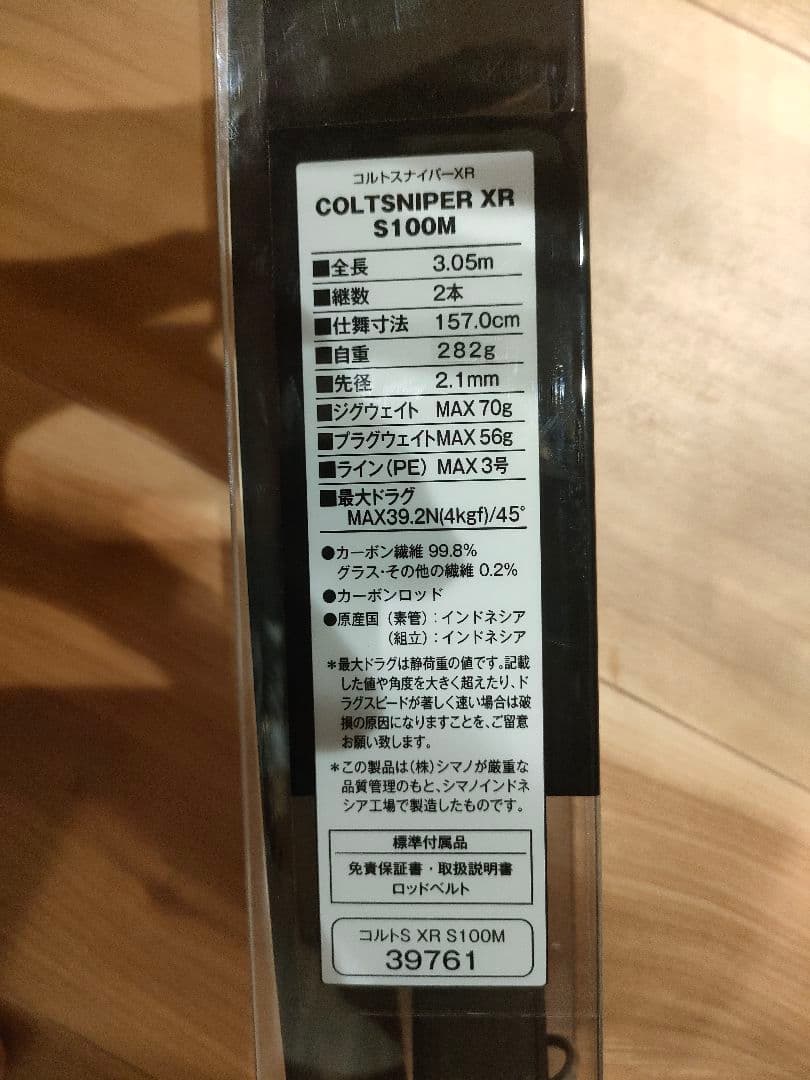 コルトスナイパーXR
COLTSNIPER XR
S100M
■全長 3.05m
■継数 2本
■仕舞寸法 157.0cm
■自重 282g
■先径 2.1mm
■ジグウェイト MAX 70g
■プラグウェイト MAX 56g
■ライン(PE) MAX 3号
■最大ドラグ
MAX39.2N(4kgf)/45°
●カーボン繊維 99.8%
グラス・その他の繊維 0.2%
●カーボンロッド
●原産国(素管):インドネシア
(組立):インドネシア
*最大ドラグは静荷重の値です。記載
した値や角度を大きく超えたり、ド
ラグスピードが著しく速い場合は破
損の原因になりますことを、ご留意
お願い致します。
*この製品は(株)シマノが厳重な
品質管理のもと、シマノインドネ
シア工場で製造したものです。
標準付属品
免責保証書・取扱説明書
ロッドベルト
コルトS XR S100M
39761